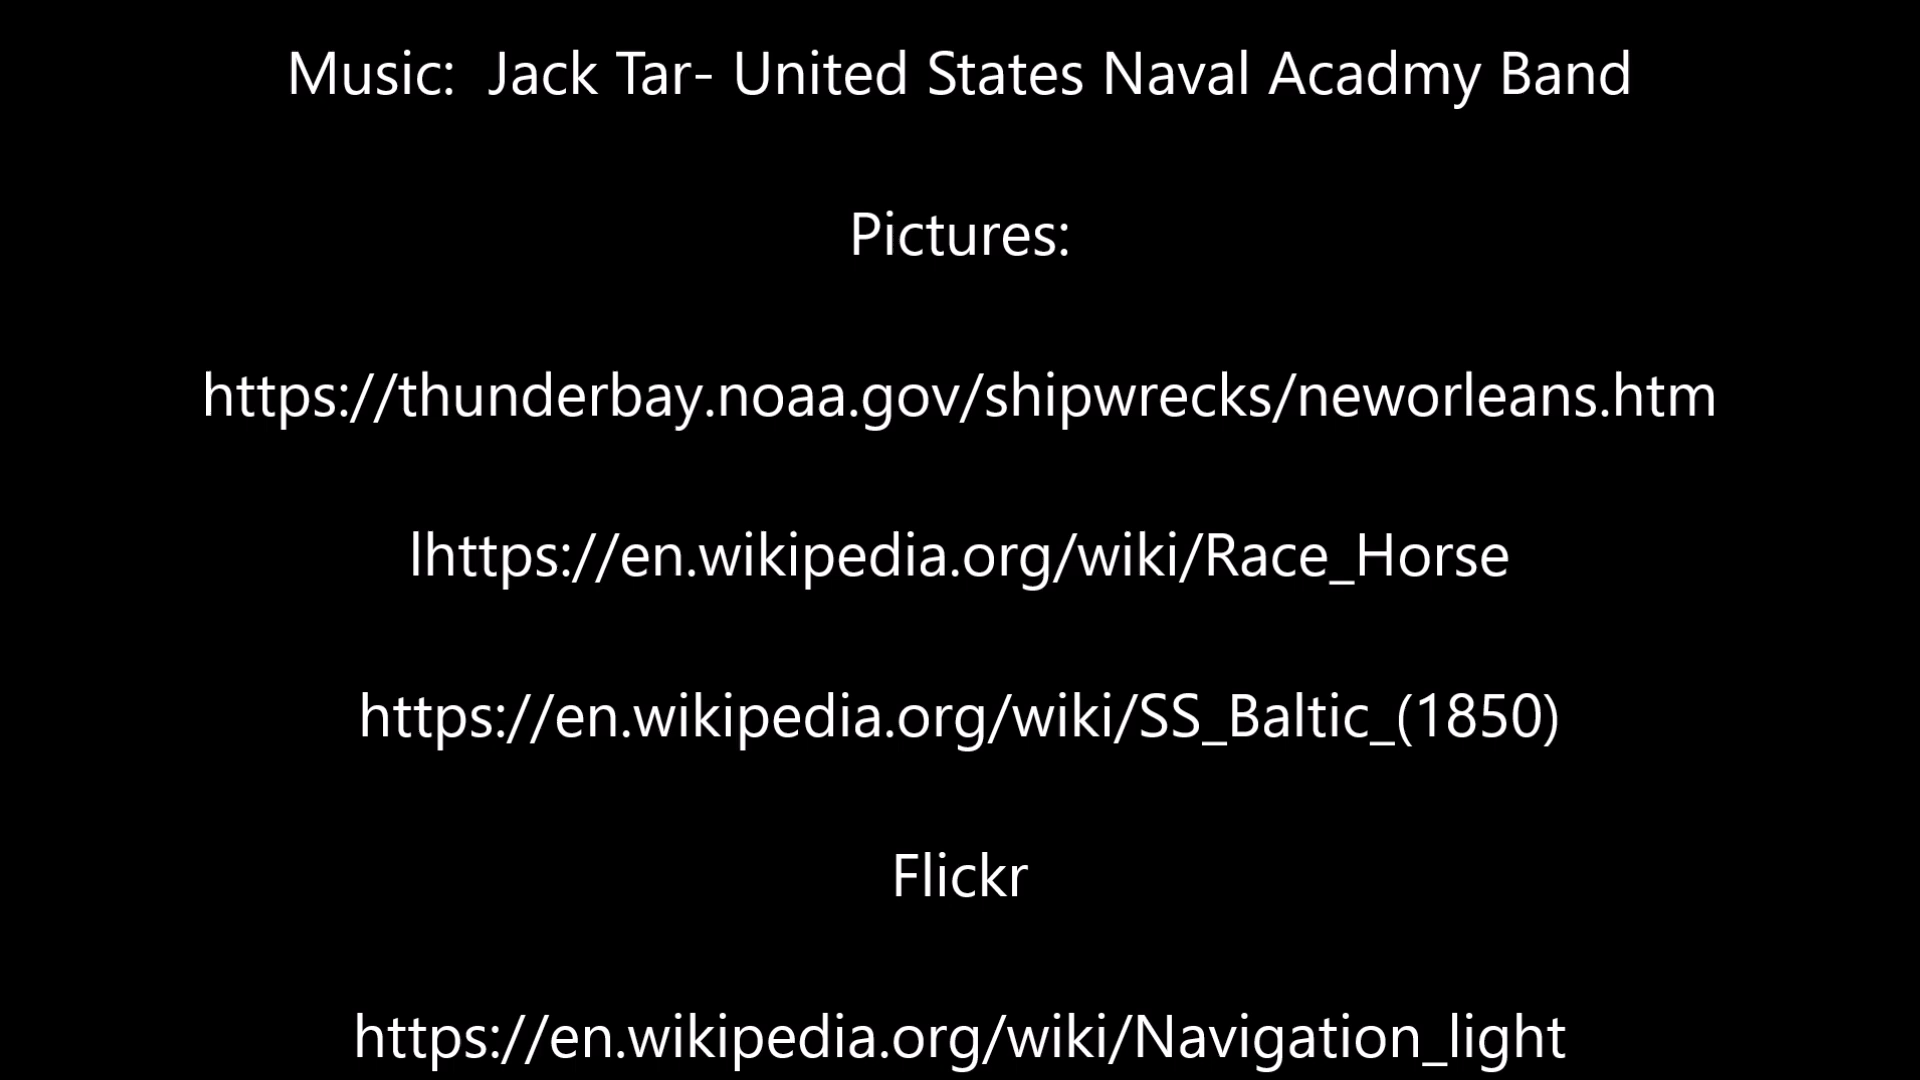 Music:  Jack Tar- United States Naval Acadmy Band
Pictures:
https://thunderbay.noaa.gov/shipwrecks/neworleans.htm
lhttps://en.wikipedia.org/wiki/Race_Horse
https://en.wikipedia.org/wiki/SS_Baltic_(1850)
Flickr
https://en.wikipedia.org/wiki/Navigation_light